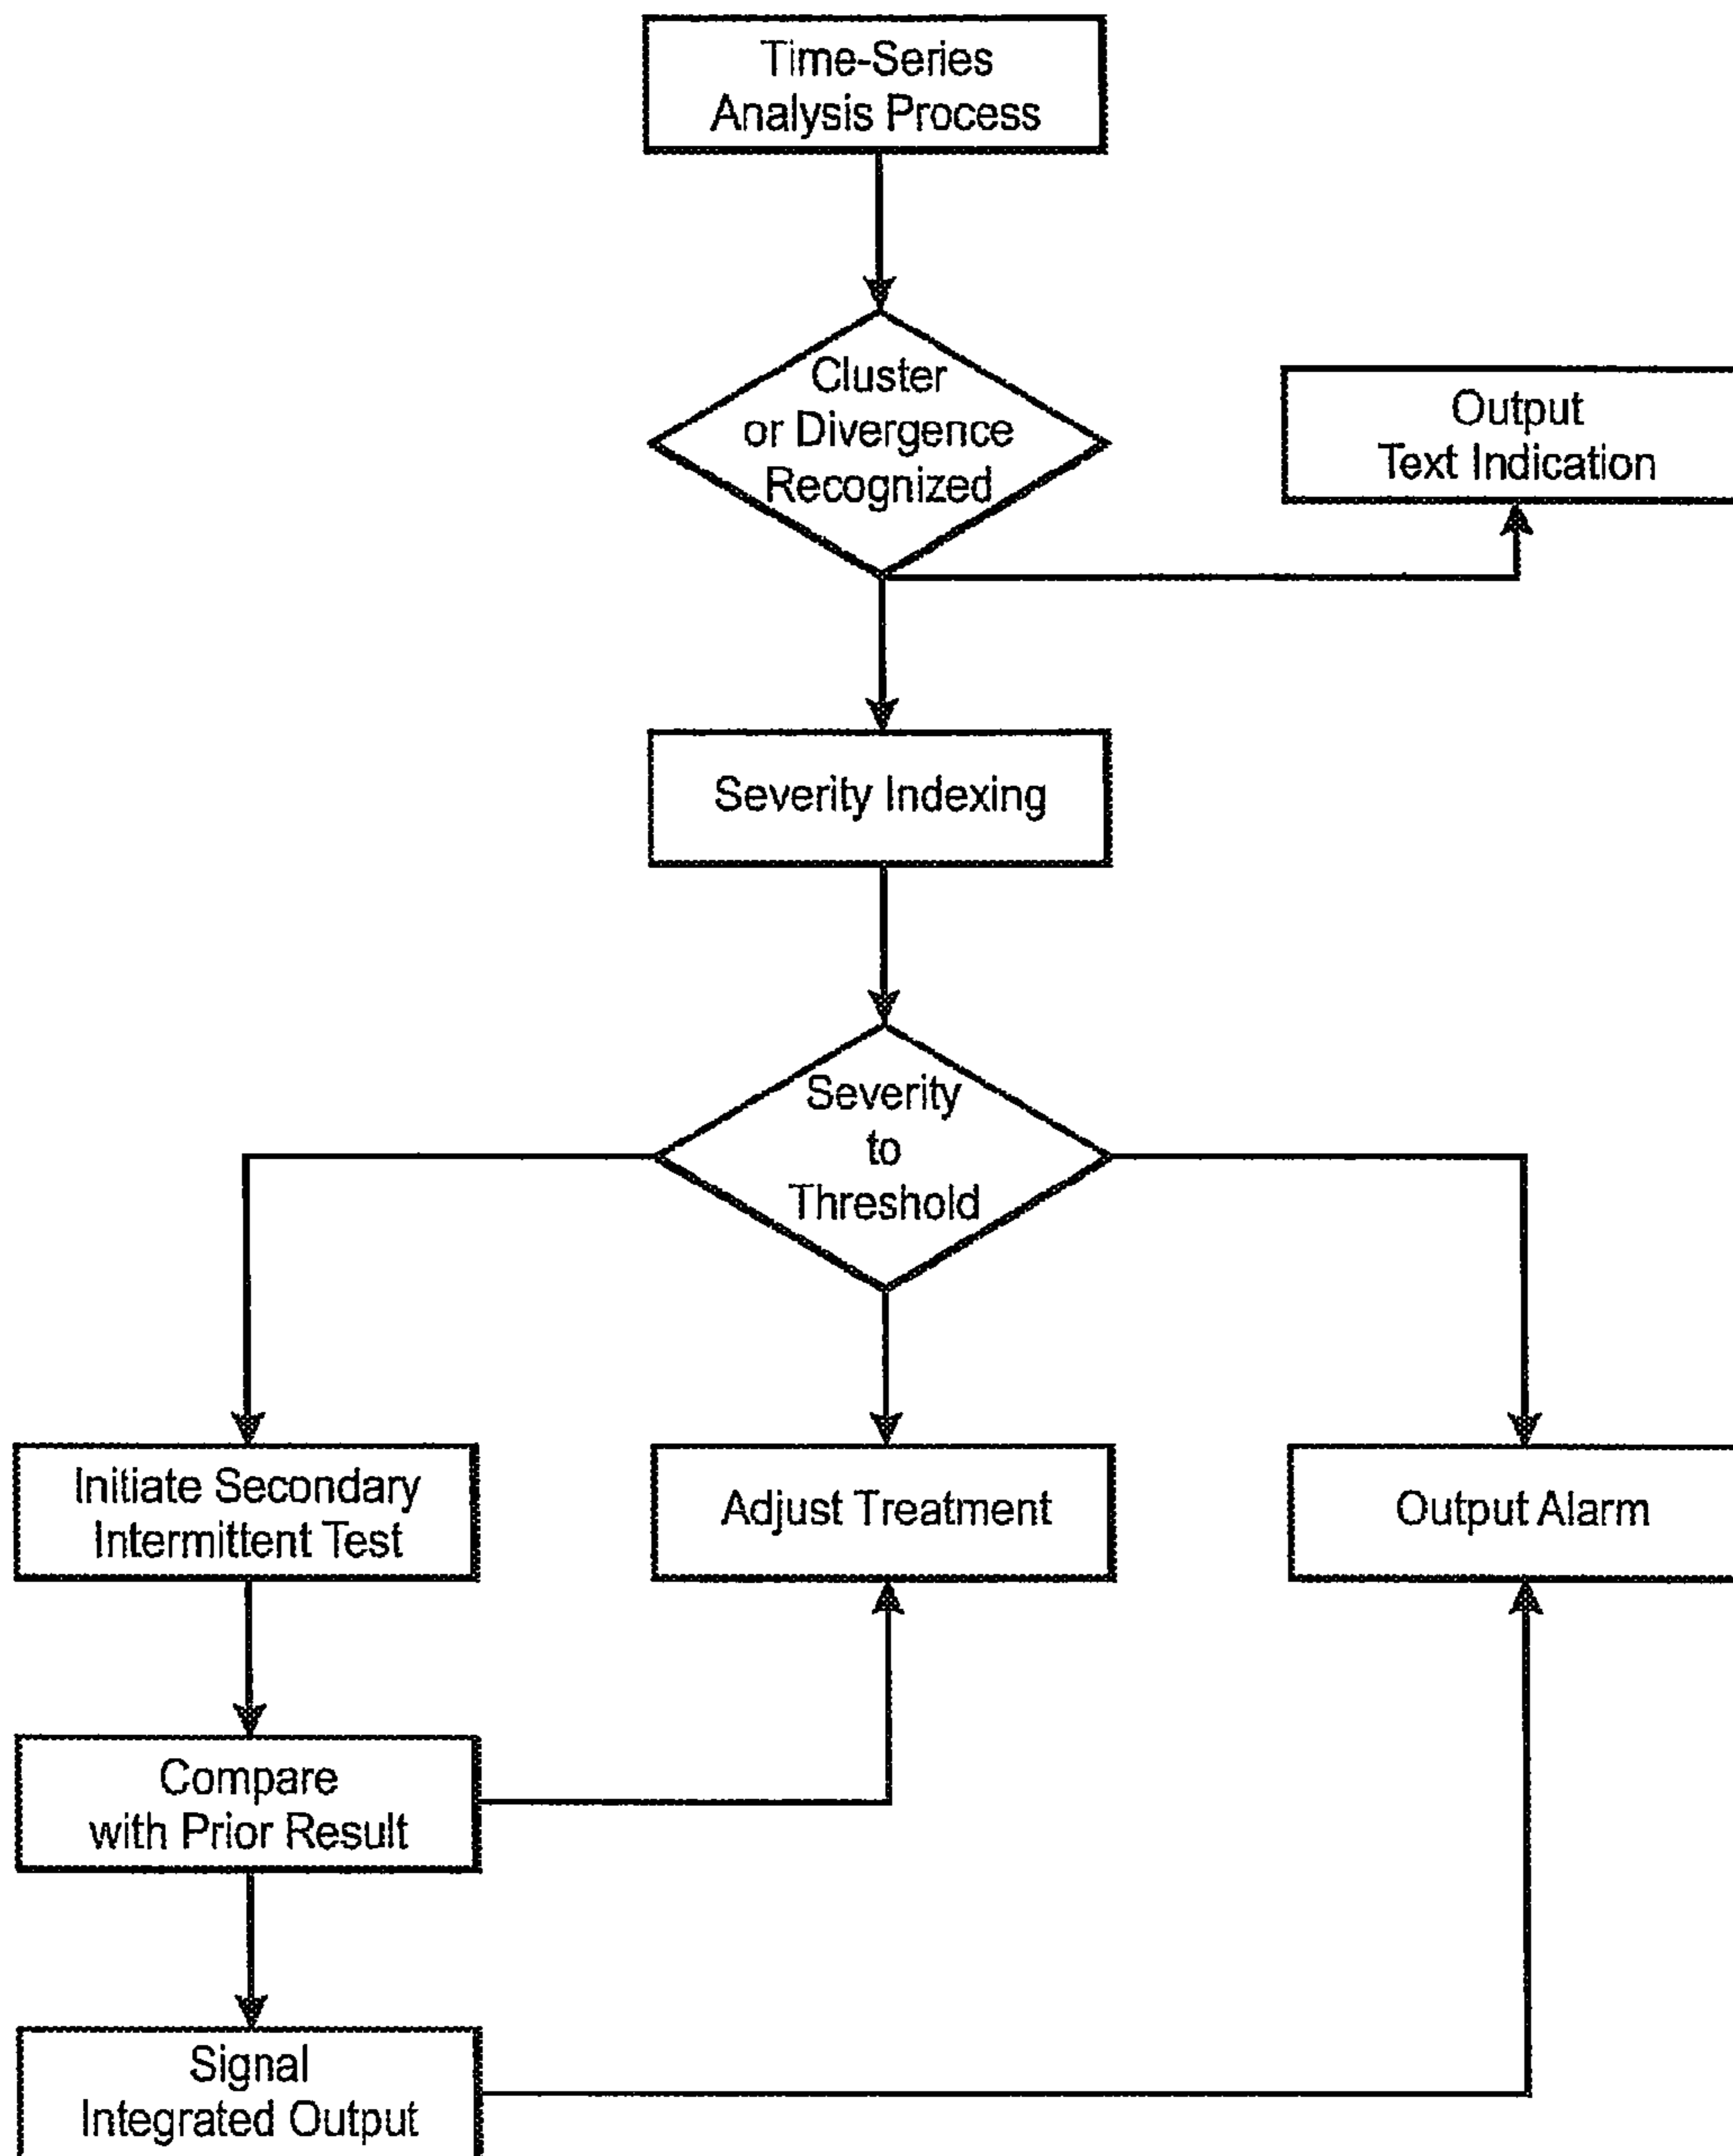 Time-Series
Analysis Process
Cluster
or Divergence
Recognized
Output
Text Indication
Severity Indexing
Severity
to
Threshold
Initiate Secondary
Intermittent Test
Adjust Treatment
Output Alarm
Compare
with Prior Result
Signal
Integrated Output